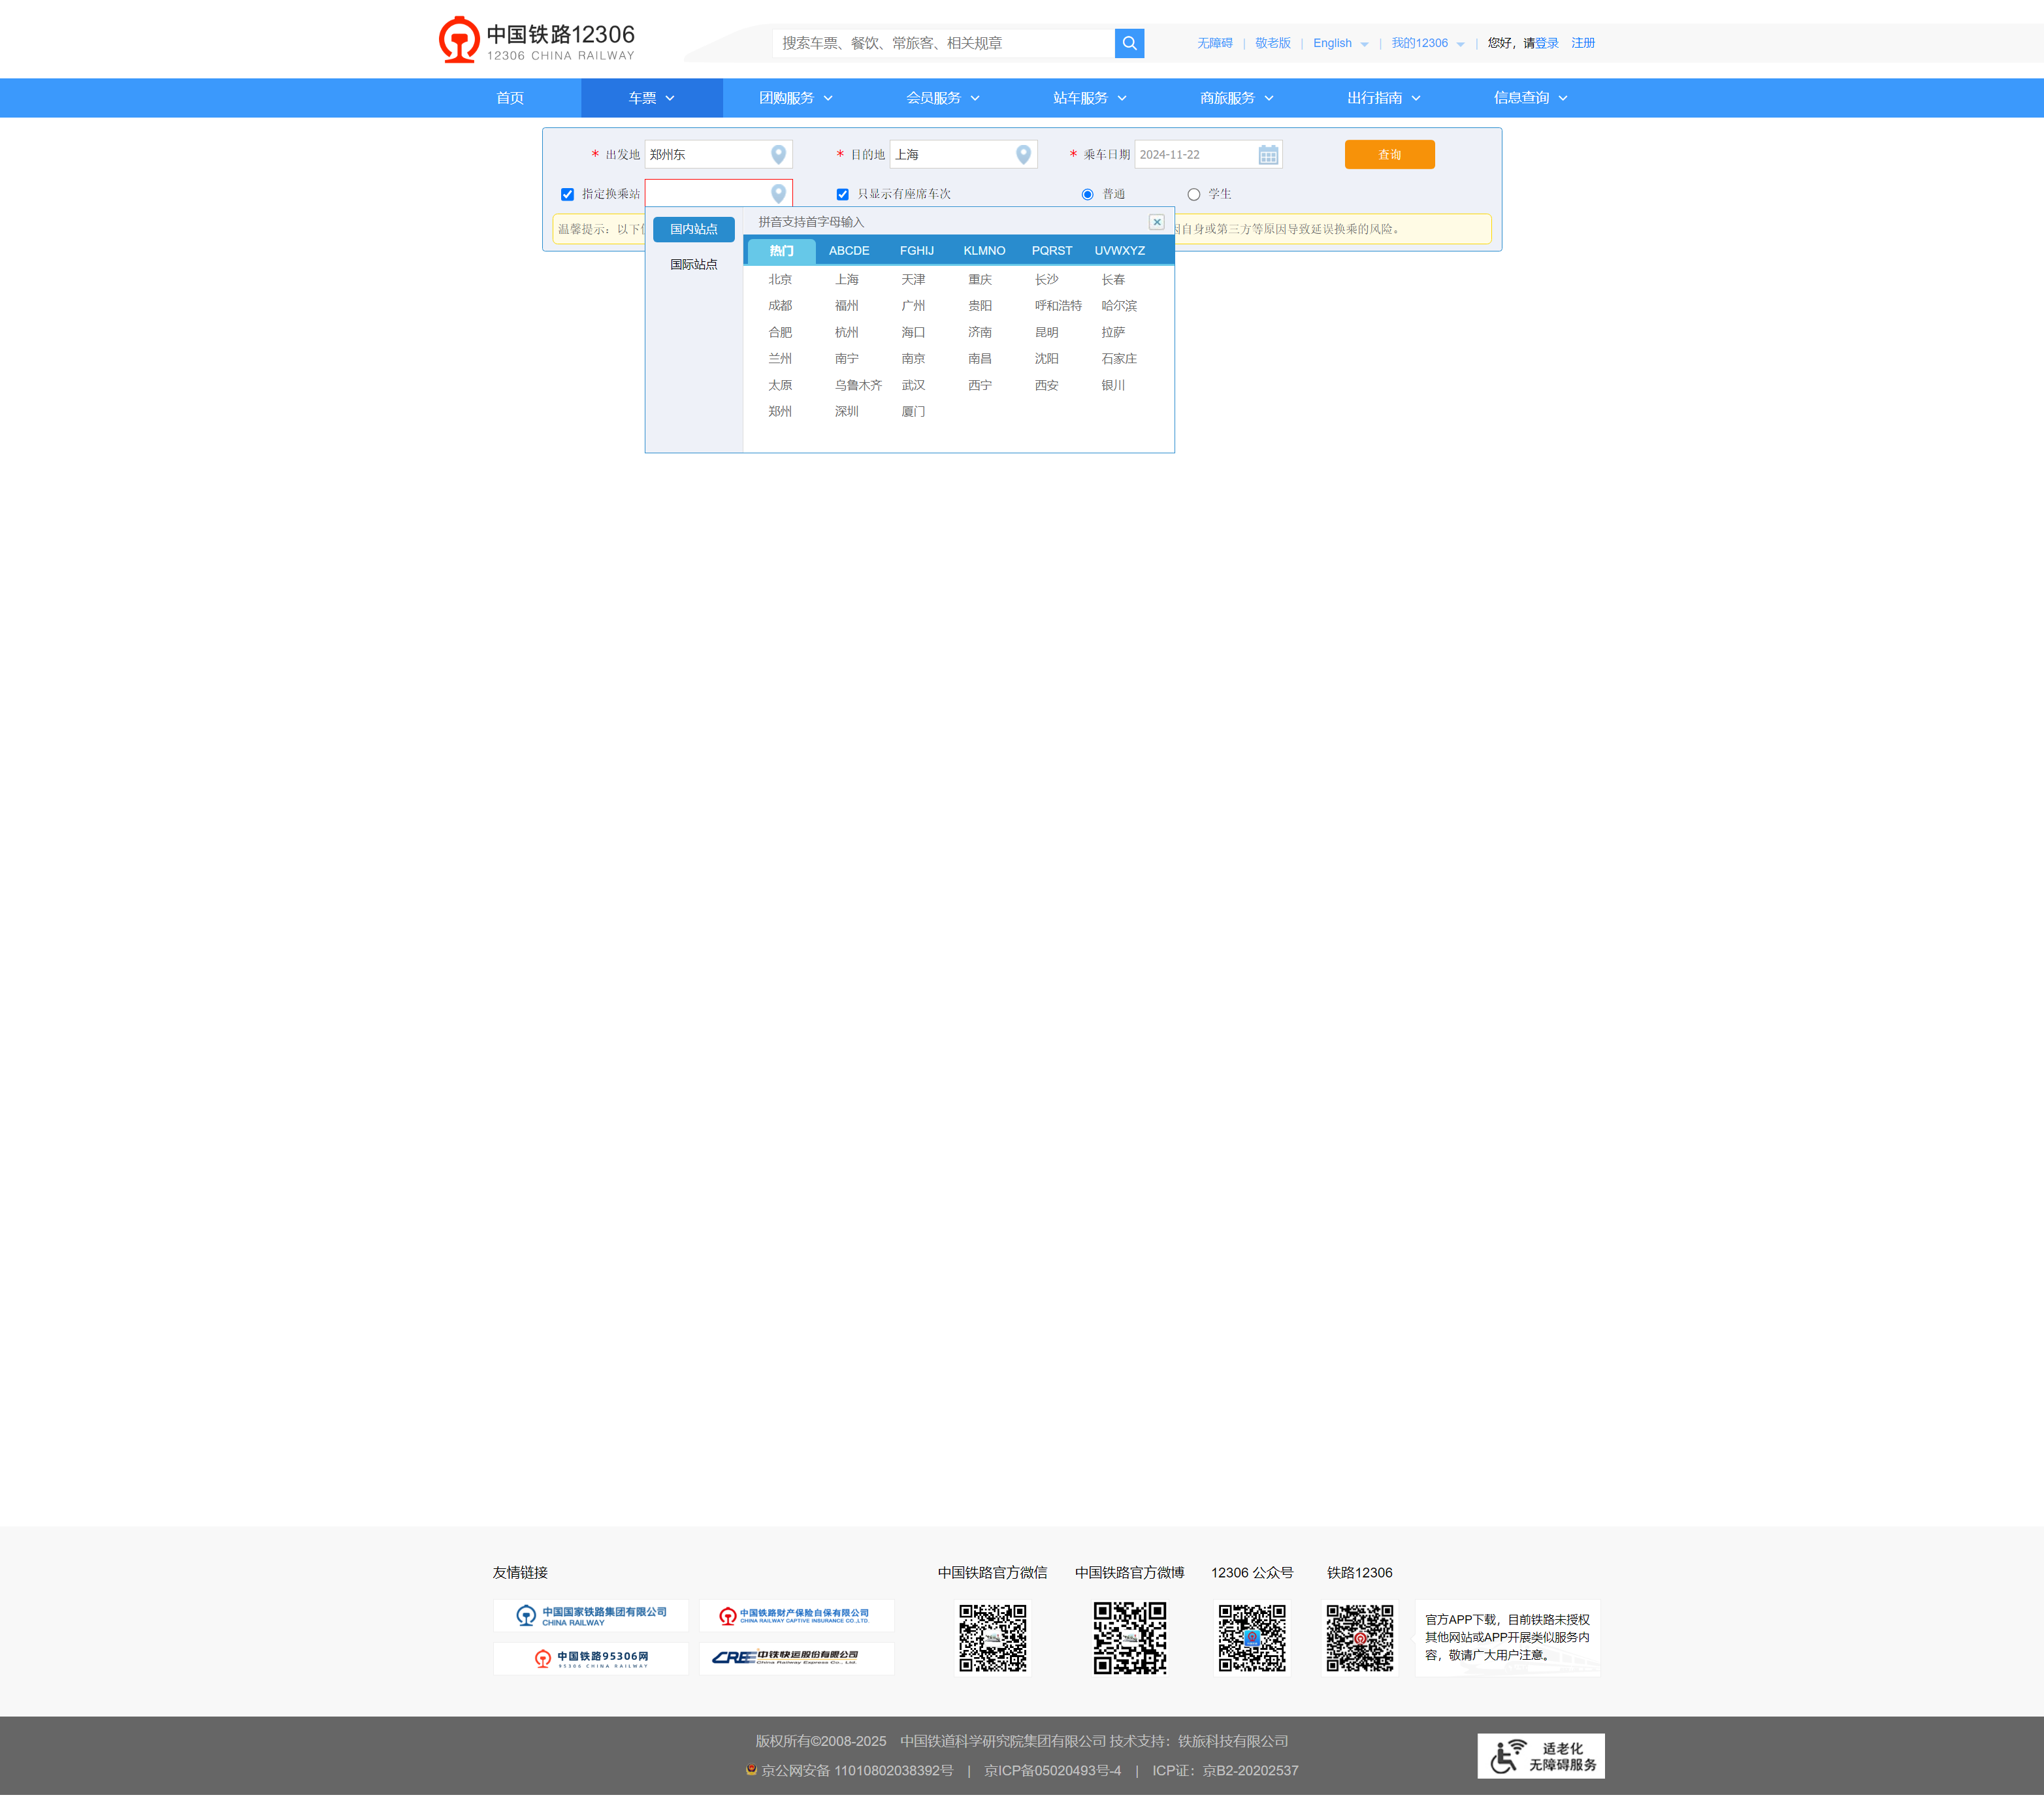 中国铁路12306
12306 CHINA RAILWAY
搜索车票、餐饮、常旅客、相关规章
无障碍 | 敬老版 | English | 我的12306 | 您好，请登录 注册
首页 车票 团购服务 会员服务 站车服务 商旅服务 出行指南 信息查询
* 出发地 郑州东 * 目的地 上海 * 乘车日期 2024-11-22 查询
指定换乘站 只显示有座席车次 普通 学生
温馨提示：以下 因自身或第三方等原因导致延误换乘的风险。
国内站点
国际站点
拼音支持首字母输入
热门 ABCDE FGHIJ KLMNO PQRST UVWXYZ
北京 上海 天津 重庆 长沙 长春
成都 福州 广州 贵阳 呼和浩特 哈尔滨
合肥 杭州 海口 济南 昆明 拉萨
兰州 南宁 南京 南昌 沈阳 石家庄
太原 乌鲁木齐 武汉 西宁 西安 银川
郑州 深圳 厦门
友情链接
中国国家铁路集团有限公司
CHINA RAILWAY
中国铁路财产保险自保有限公司
CHINA RAILWAY CAPTIVE INSURANCE CO.,LTD.
中国铁路95306网
95306 CHINA RAILWAY
CRE 中铁快运股份有限公司
China Railway Express Co., Ltd.
中国铁路官方微信 中国铁路官方微博 12306 公众号 铁路12306
官方APP下载，目前铁路未授权
其他网站或APP开展类似服务内
容，敬请广大用户注意。
版权所有©2008-2025 中国铁道科学研究院集团有限公司 技术支持：铁旅科技有限公司
京公网安备 11010802038392号 | 京ICP备05020493号-4 | ICP证：京B2-20202537
适老化
无障碍服务